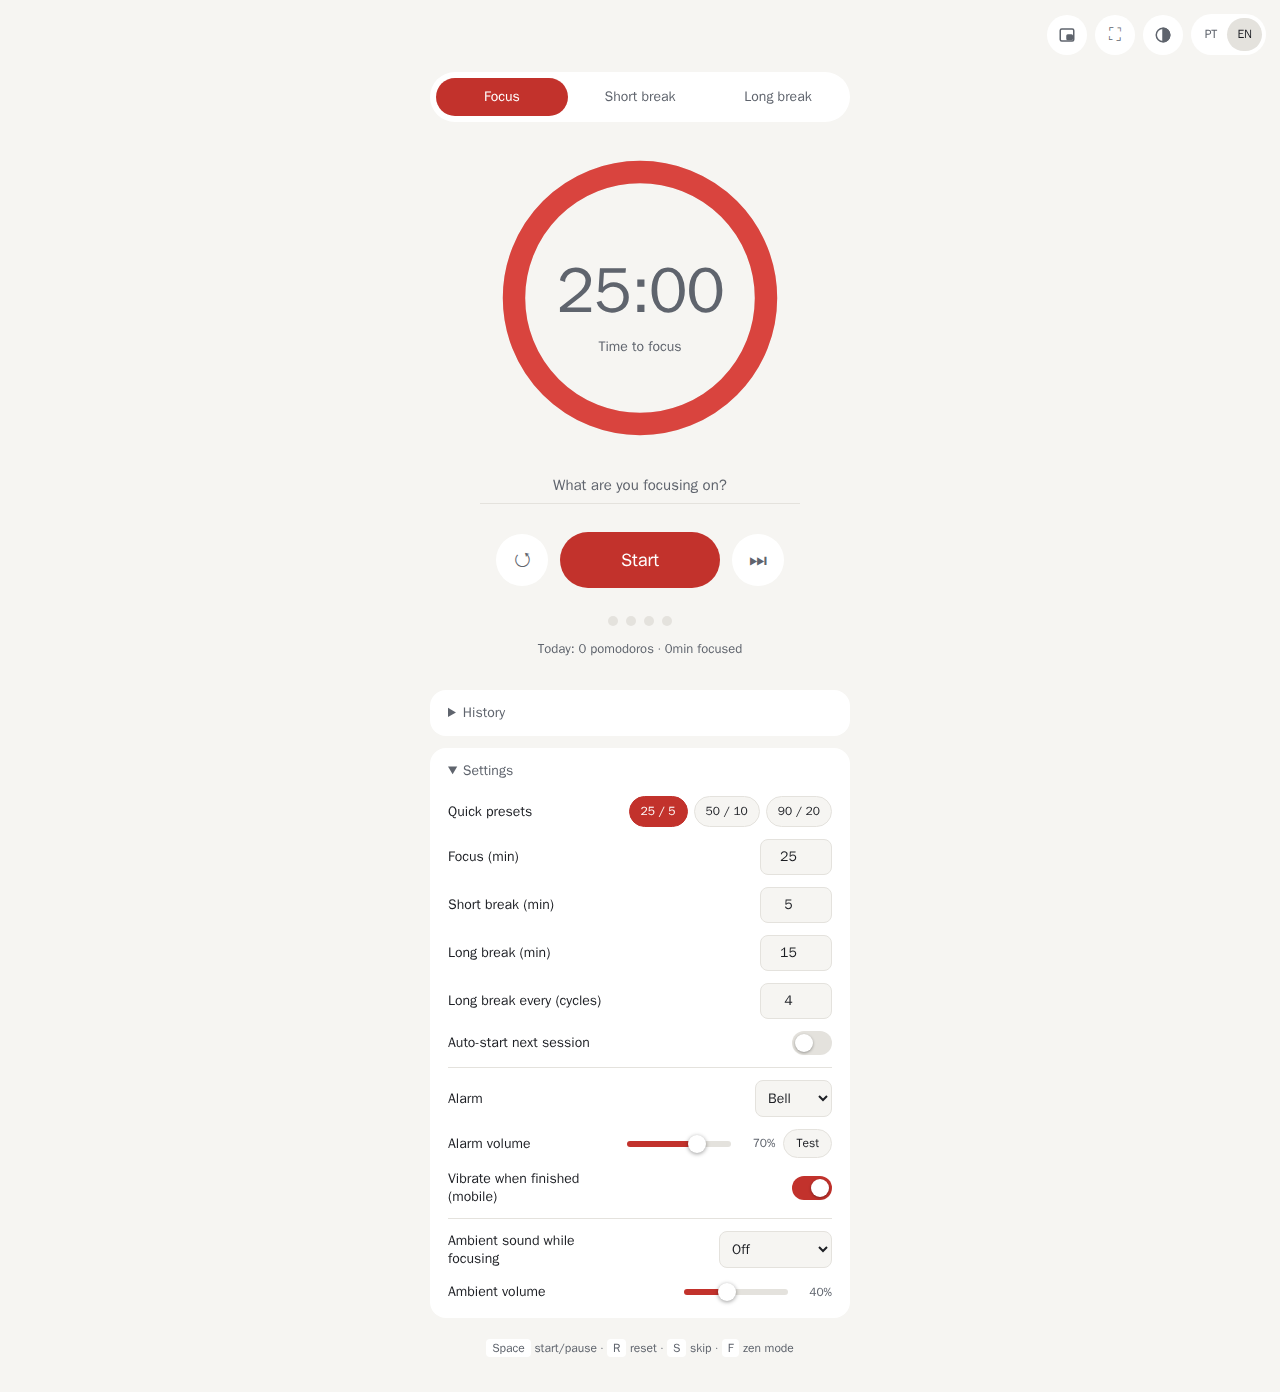 PT EN
Focus Short break Long break
25:00
Time to focus
What are you focusing on?
Start
Today: 0 pomodoros · 0min focused
History
Settings
Quick presets 25 / 5 50 / 10 90 / 20
Focus (min) 25
Short break (min) 5
Long break (min) 15
Long break every (cycles) 4
Auto-start next session
Alarm Bell
Alarm volume 70% Test
Vibrate when finished
(mobile)
Ambient sound while
focusing Off
Ambient volume 40%
Space start/pause · R reset · S skip · F zen mode